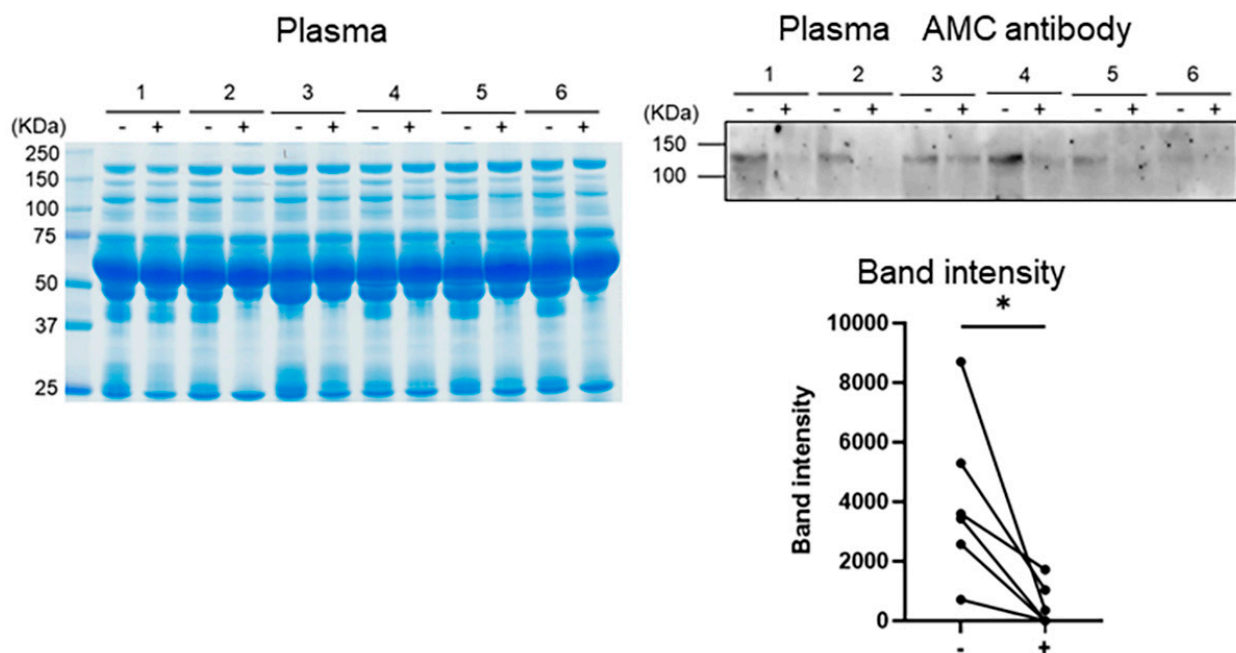 Plasma
1 2 3 4 5 6
(KDa) - + - + - + - + - + - +
250
150
100
75
50
37
25
Plasma AMC antibody
1 2 3 4 5 6
(KDa) - + - + - + - + - + - +
150
100
Band intensity
*
10000
8000
6000
4000
2000
0
Band intensity
- +